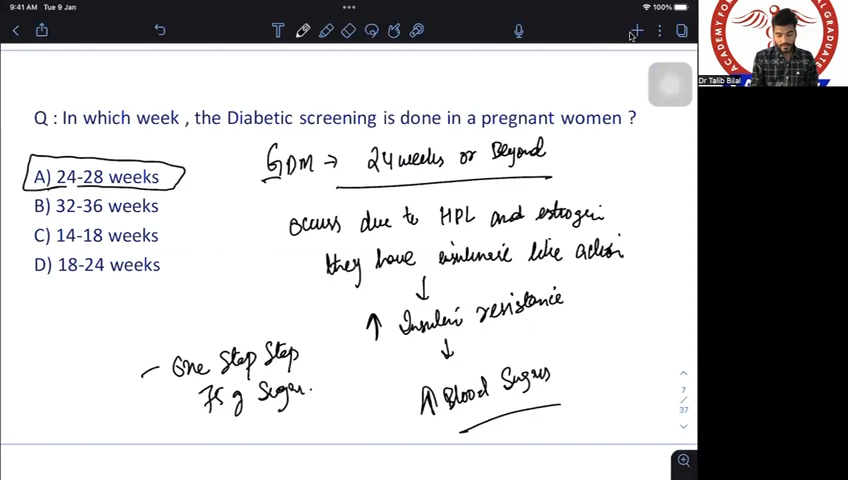 9:41 AM Tue 9 Jan
100%
ACADEMY FOR
GRADUATE
Dr Talib Bilal
Q : In which week , the Diabetic screening is done in a pregnant women ?
A) 24-28 weeks
B) 32-36 weeks
C) 14-18 weeks
D) 18-24 weeks
GDM → 24 weeks or Beyond
occurs due to HPL and estrogen
they have like action
↓
↑ Insulin resistance
↓
↑ Blood Sugars
– One Step Step
75 g Sugar.
7
/
37